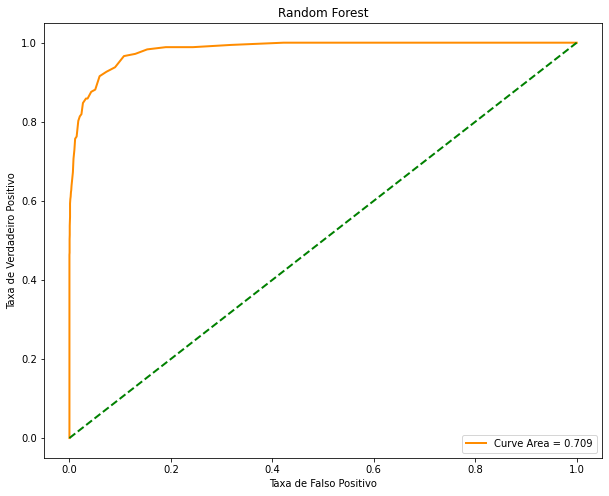 Random Forest
Taxa de Verdadeiro Positivo
1.0
0.8
0.6
0.4
0.2
0.0
Curve Area = 0.709
0.0 0.2 0.4 0.6 0.8 1.0
Taxa de Falso Positivo